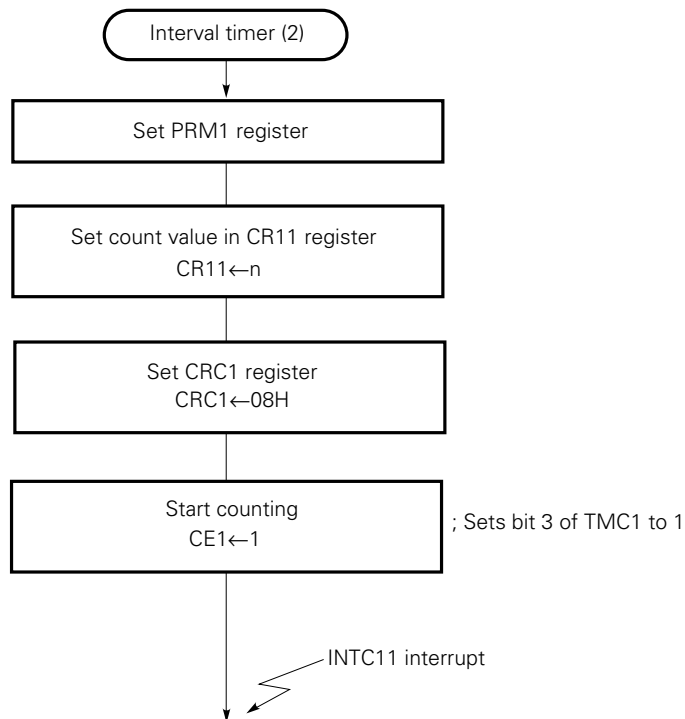 Interval timer (2)
Set PRM1 register
Set count value in CR11 register
CR11←n
Set CRC1 register
CRC1←08H
Start counting
CE1←1
; Sets bit 3 of TMC1 to 1
INTC11 interrupt